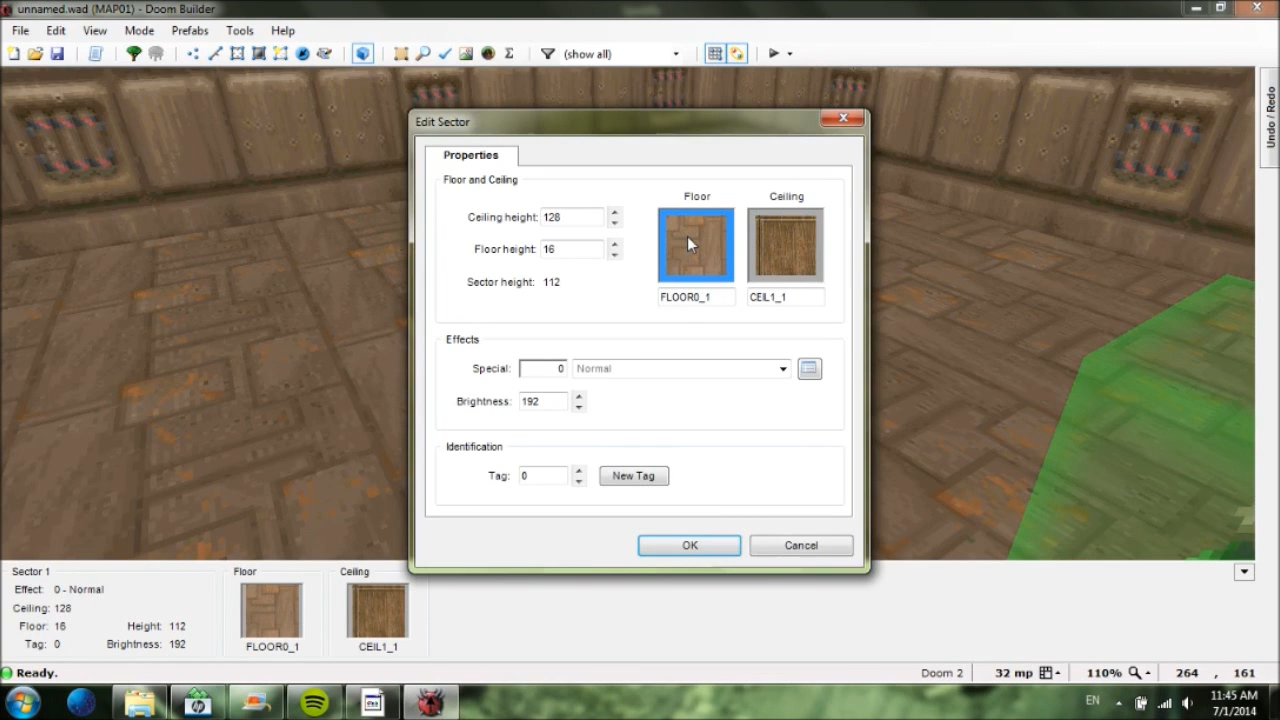 unnamed.wad (MAP01) - Doom Builder
File Edit View Mode Prefabs Tools Help
(show all)
Undo / Redo
Edit Sector
Properties
Floor and Ceiling
Floor Ceiling
Ceiling height: 128
Floor height: 16
Sector height: 112
FLOOR0_1 CEIL1_1
Effects
Special: 0 Normal
Brightness: 192
Identification
Tag: 0 New Tag
OK Cancel
Sector 1 Floor Ceiling
Effect: 0 - Normal
Ceiling: 128
Floor: 16 Height: 112
Tag: 0 Brightness: 192
FLOOR0_1 CEIL1_1
Ready. Doom 2 32 mp 110% 264 , 161
EN 11:45 AM
7/1/2014